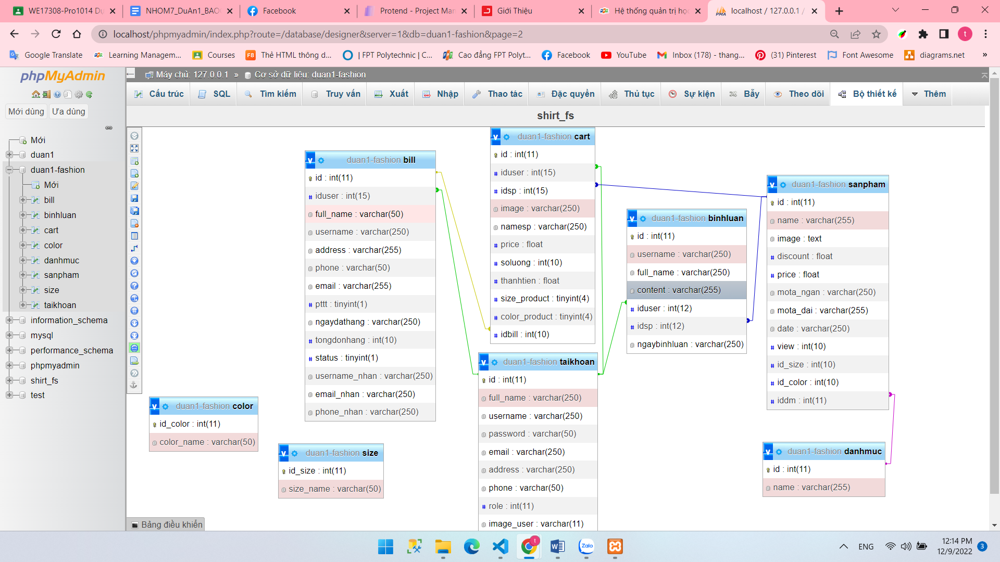 WE17308-Pro1014 Du
NHOM7_DuAn1_BAO
Facebook
Protend - Project Man
Giới Thiệu
Hệ thống quản trị học
localhost / 127.0.0.1 /
localhost/phpmyadmin/index.php?route=/database/designer&server=1&db=duan1-fashion&page=2
t
Google Translate
Learning Managem...
Courses
F8
Thẻ HTML thông d...
| FPT Polytechnic | C...
Cao đẳng FPT Polyt...
Facebook
YouTube
Inbox (178) - thang...
(31) Pinterest
Font Awesome
diagrams.net
»
phpMyAdmin
Mới dùng
Ưa dùng
Mới
duan1
duan1-fashion
Mới
bill
binhluan
cart
color
danhmuc
sanpham
size
taikhoan
information_schema
mysql
performance_schema
phpmyadmin
shirt_fs
test
Máy chủ: 127.0.0.1 » Cơ sở dữ liệu: duan1-fashion
Cấu trúc
SQL
Tìm kiếm
Truy vấn
Xuất
Nhập
Thao tác
Đặc quyền
Thủ tục
Sự kiện
Bẫy
Theo dõi
Bộ thiết kế
Thêm
shirt_fs
v duan1-fashion bill
id : int(11)
# iduser : int(15)
full_name : varchar(50)
username : varchar(250)
address : varchar(255)
phone : varchar(50)
email : varchar(255)
# pttt : tinyint(1)
ngaydathang : varchar(250)
# tongdonhang : int(10)
# status : tinyint(1)
username_nhan : varchar(250)
email_nhan : varchar(250)
phone_nhan : varchar(250)
v duan1-fashion cart
id : int(11)
# iduser : int(15)
# idsp : int(15)
image : varchar(250)
namesp : varchar(250)
# price : float
# soluong : int(10)
# thanhtien : float
# size_product : tinyint(4)
# color_product : tinyint(4)
# idbill : int(10)
v duan1-fashion binhluan
id : int(11)
username : varchar(250)
full_name : varchar(250)
content : varchar(255)
# iduser : int(12)
# idsp : int(12)
ngaybinhluan : varchar(250)
v duan1-fashion sanpham
id : int(11)
name : varchar(255)
image : text
# discount : float
# price : float
mota_ngan : varchar(250)
mota_dai : varchar(255)
date : varchar(250)
# view : int(10)
# id_size : int(10)
# id_color : int(10)
# iddm : int(11)
v duan1-fashion taikhoan
id : int(11)
full_name : varchar(250)
username : varchar(250)
password : varchar(50)
email : varchar(250)
address : varchar(250)
phone : varchar(50)
# role : int(11)
image_user : varchar(11)
v duan1-fashion color
id_color : int(11)
color_name : varchar(50)
v duan1-fashion size
id_size : int(11)
size_name : varchar(50)
v duan1-fashion danhmuc
id : int(11)
name : varchar(255)
Bảng điều khiển
Zalo
ENG
12:14 PM
12/9/2022
3